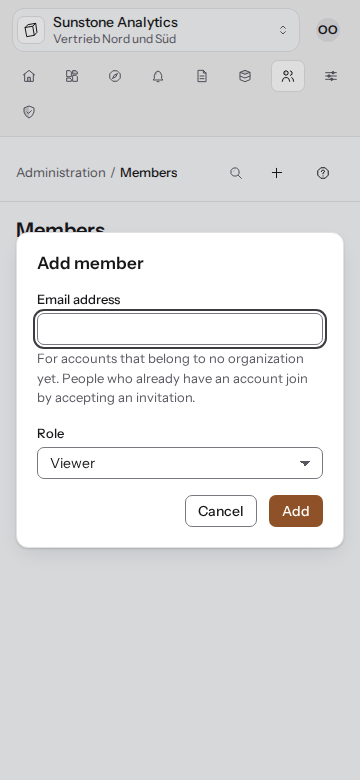 Sunstone Analytics
Vertrieb Nord und Süd
OO
Administration / Members
Members
Add member
Email address
For accounts that belong to no organization
yet. People who already have an account join
by accepting an invitation.
Role
Viewer
Cancel
Add